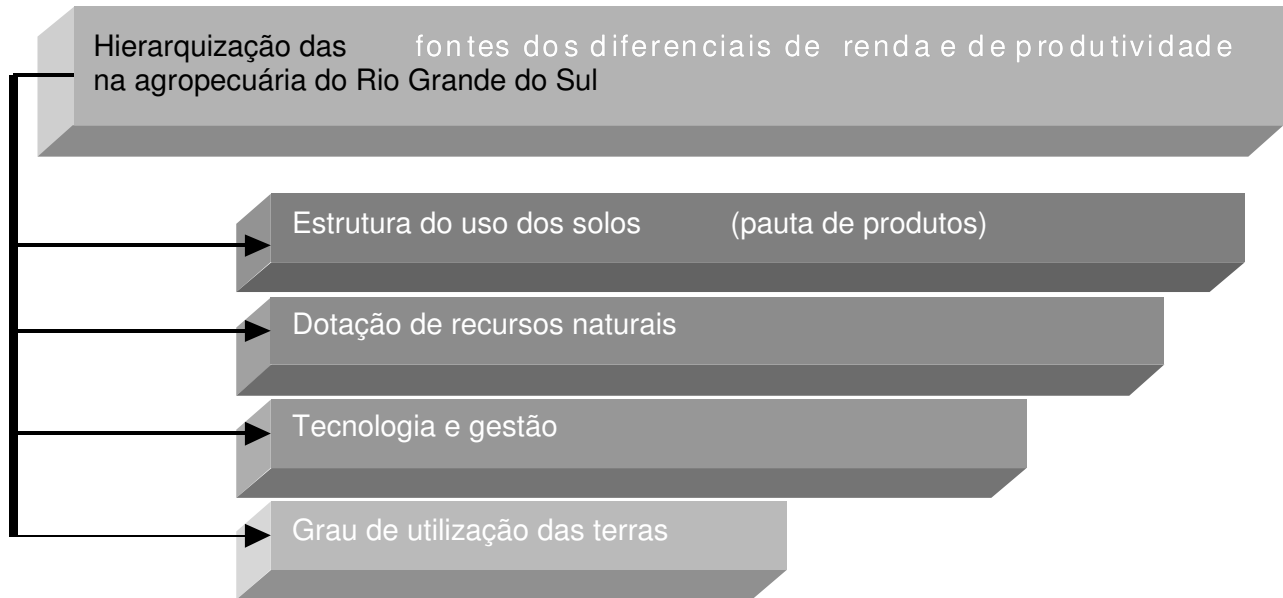 Hierarquização das fontes dos diferenciais de renda e de produtividade
na agropecuária do Rio Grande do Sul
Estrutura do uso dos solos (pauta de produtos)
Dotação de recursos naturais
Tecnologia e gestão
Grau de utilização das terras